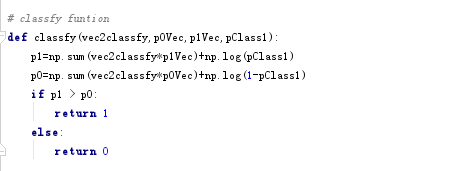 # classfy funtion
def classfy(vec2classfy,p0Vec,p1Vec,pClass1):
    p1=np.sum(vec2classfy*p1Vec)+np.log(pClass1)
    p0=np.sum(vec2classfy*p0Vec)+np.log(1-pClass1)
    if p1 > p0:
        return 1
    else:
        return 0